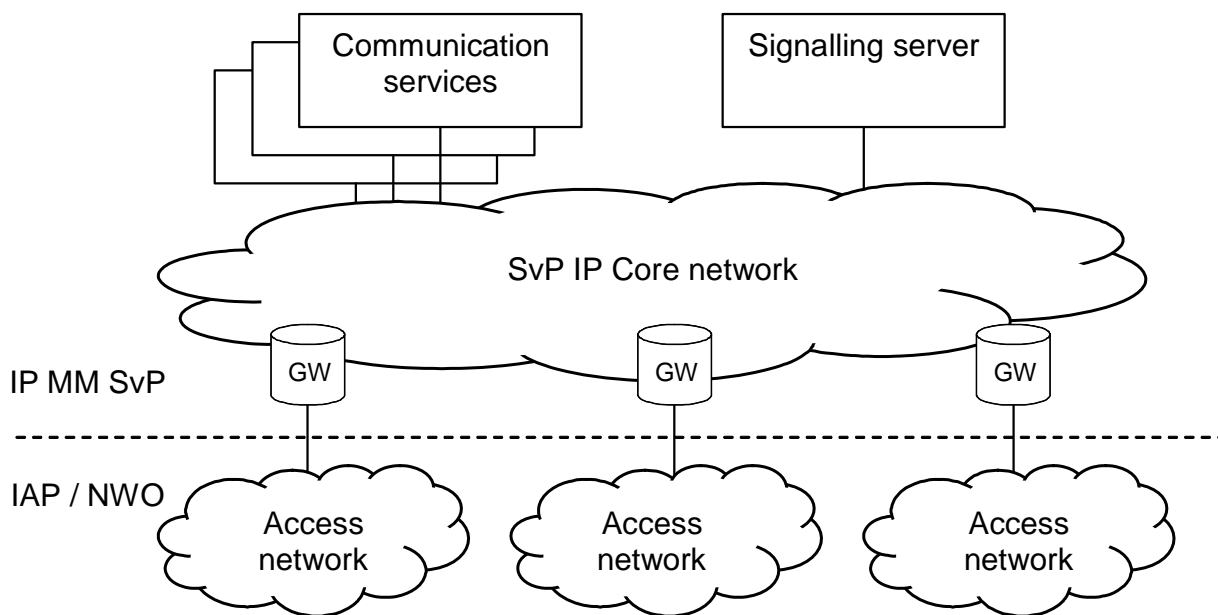 Communication
services
Signalling server
SvP IP Core network
GW
GW
GW
IP MM SvP
IAP / NWO
Access
network
Access
network
Access
network